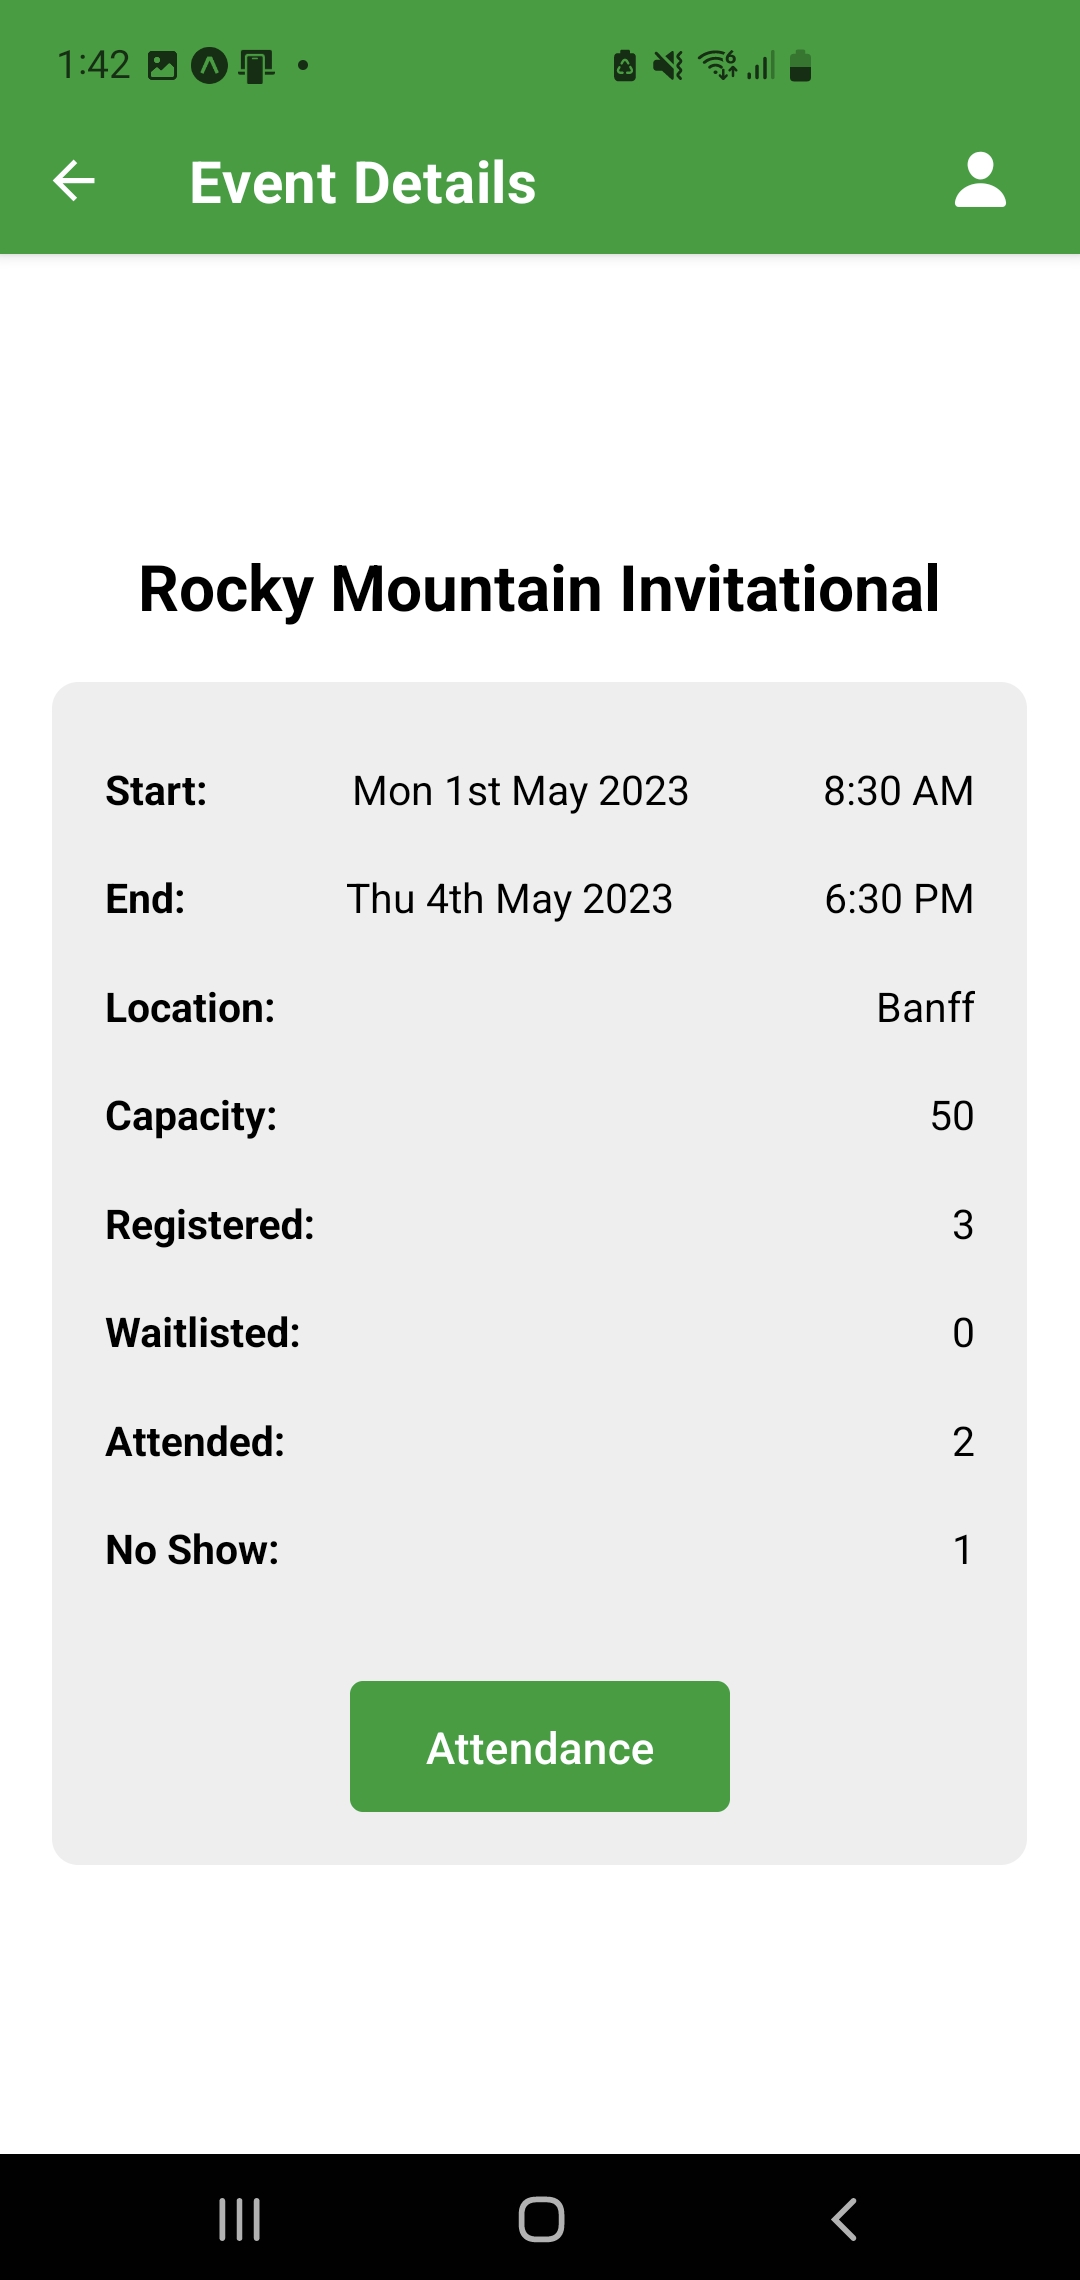 1:42
Event Details
Rocky Mountain Invitational
Start: Mon 1st May 2023 8:30 AM
End: Thu 4th May 2023 6:30 PM
Location: Banff
Capacity: 50
Registered: 3
Waitlisted: 0
Attended: 2
No Show: 1
Attendance